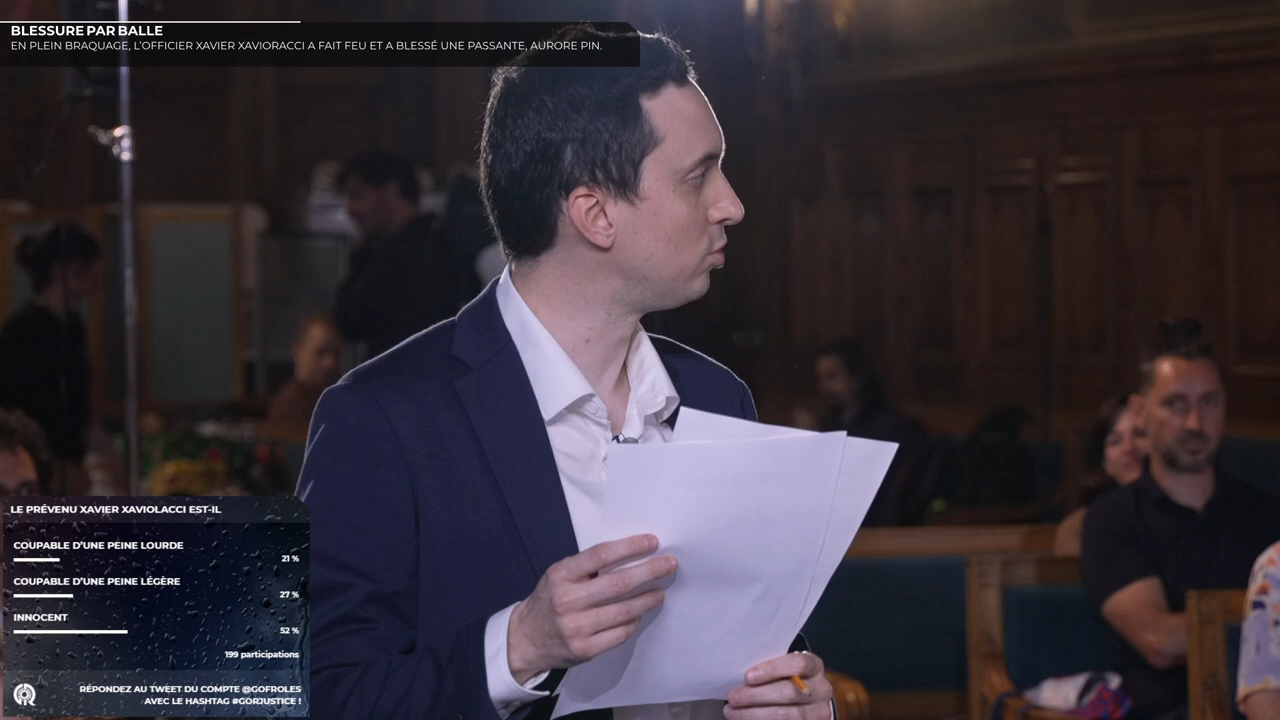 BLESSURE PAR BALLE
EN PLEIN BRAQUAGE, L'OFFICIER XAVIER XAVIORACCI A FAIT FEU ET A BLESSÉ UNE PASSANTE, AURORE PIN.
LE PRÉVENU XAVIER XAVIOLACCI EST-IL
COUPABLE D'UNE PEINE LOURDE
21 %
COUPABLE D'UNE PEINE LÉGÈRE
27 %
INNOCENT
52 %
199 participations
RÉPONDEZ AU TWEET DU COMPTE @GOFROLES
AVEC LE HASHTAG #GORJUSTICE !